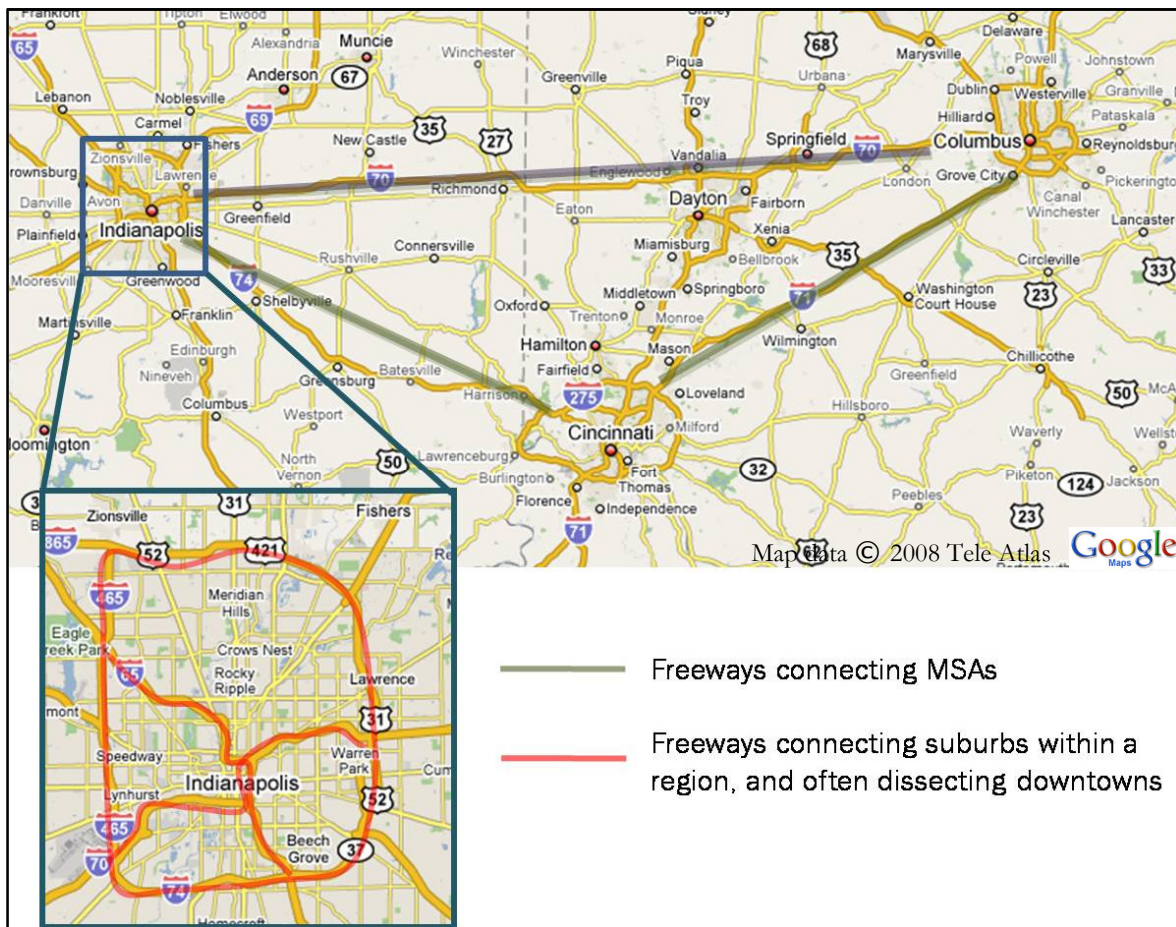 Frankfort
Tipton
Elwood
Alexandria
Muncie
Winchester
Greenville
Piqua
Sidney
68
Urbana
Marysville
Delaware
Powell
Johnstown
Granville
65
Anderson
67
Dublin
Westerville
Lebanon
Noblesville
69
Troy
Hilliard
Pataskala
Carmel
Fishers
New Castle
35
27
Springfield
70
Columbus
Reynoldsburg
Zionsville
Lawrence
70
Richmond
Englewood
Vandalia
London
Grove City
Pickerington
Danville
Avon
Greenfield
Eaton
Dayton
Fairborn
Canal
Winchester
Lancaster
Plainfield
Indianapolis
Connersville
Miamisburg
Xenia
Bellbrook
35
Circleville
33
Mooresville
Greenwood
74
Rushville
Shelbyville
Oxford
Middletown
Springboro
71
Washington
Court House
23
Martinsville
Franklin
Trenton
Monroe
Wilmington
Edinburgh
Nineveh
Greensburg
Batesville
Hamilton
Fairfield
Mason
Chillicothe
Greenfield
50
Harrison
275
Loveland
Columbus
Westport
Hillsboro
Cincinnati
Milford
Waverly
loomington
North
Vernon
50
Lawrenceburg
Burlington
Fort
Thomas
32
Piketon
124
Jackson
Florence
Independence
Peebles
23
71
Map data © 2008 Tele Atlas
Google
Maps
31
Zionsville
Fishers
865
52
421
465
Meridian
Hills
Eagle
reek Park
Crows Nest
65
Rocky
Ripple
Lawrence
mont
31
Speedway
Warren
Park
Cum
Indianapolis
Lynhurst
52
465
Beech
Grove
37
70
74
Homecroft
Freeways connecting MSAs
Freeways connecting suburbs within a
region, and often dissecting downtowns